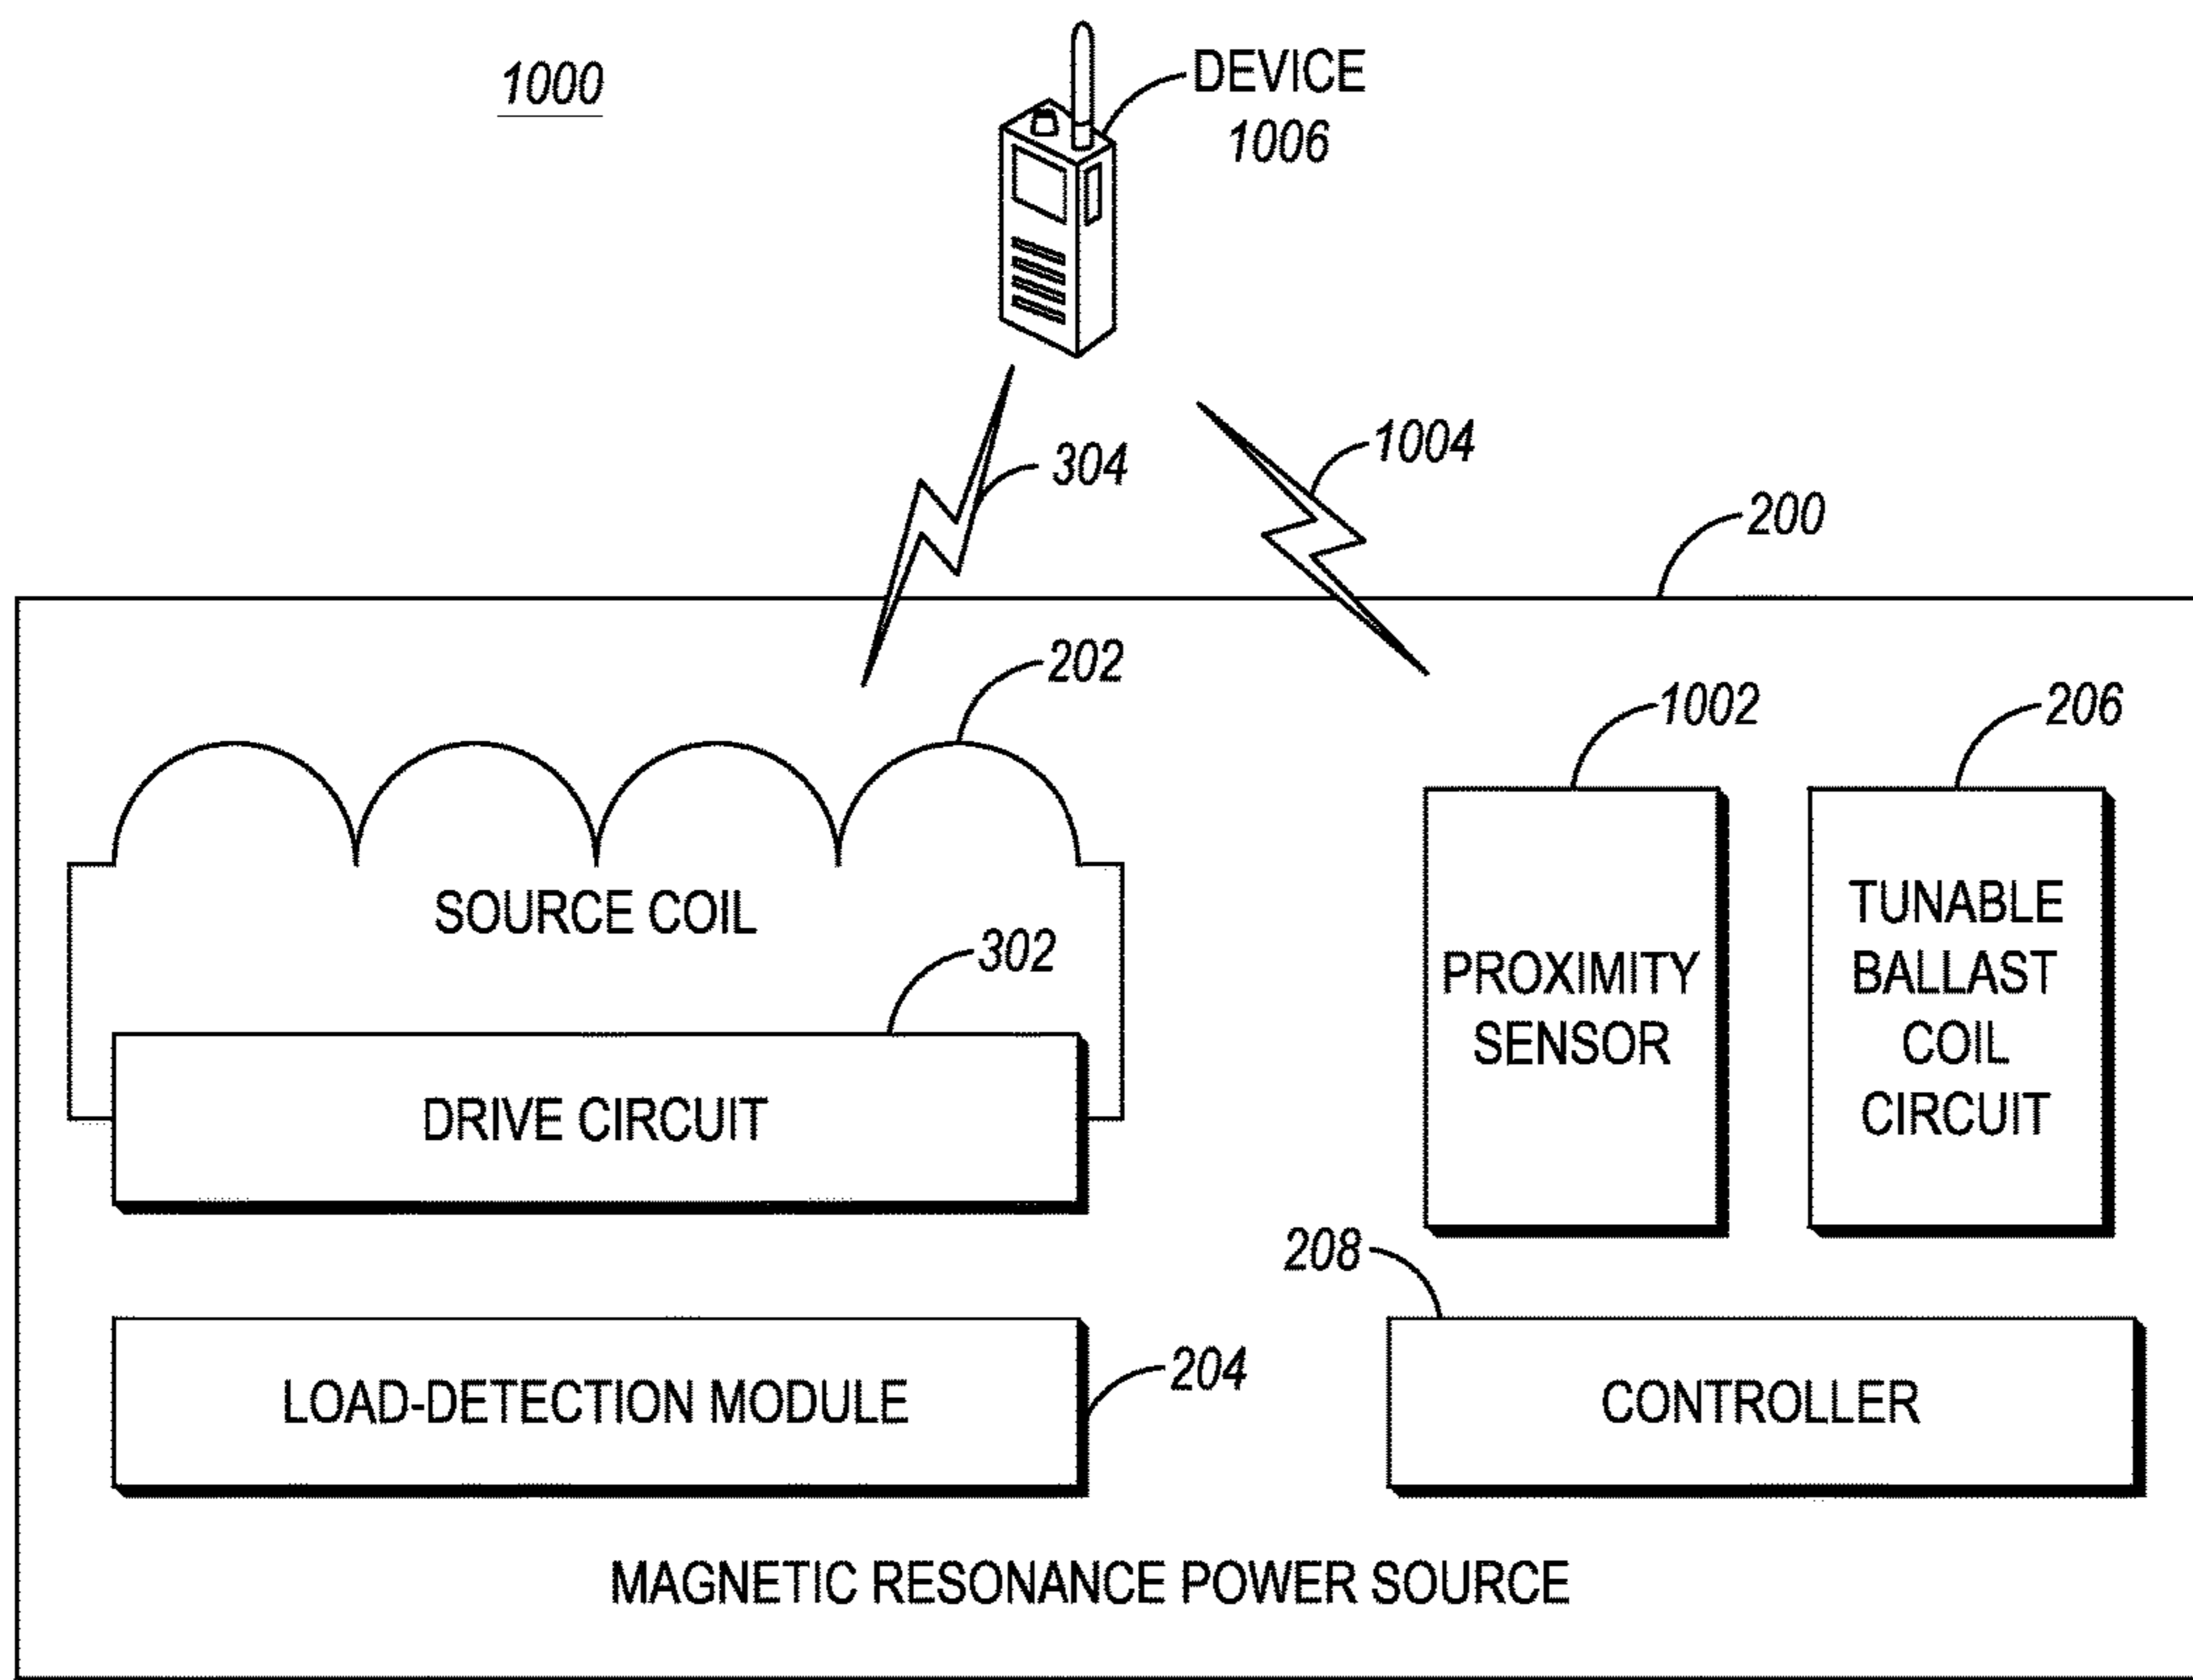 1000
DEVICE
1006
304
1004
200
202
1002
206
SOURCE COIL
302
DRIVE CIRCUIT
PROXIMITY
SENSOR
TUNABLE
BALLAST
COIL
CIRCUIT
208
LOAD-DETECTION MODULE
204
CONTROLLER
MAGNETIC RESONANCE POWER SOURCE